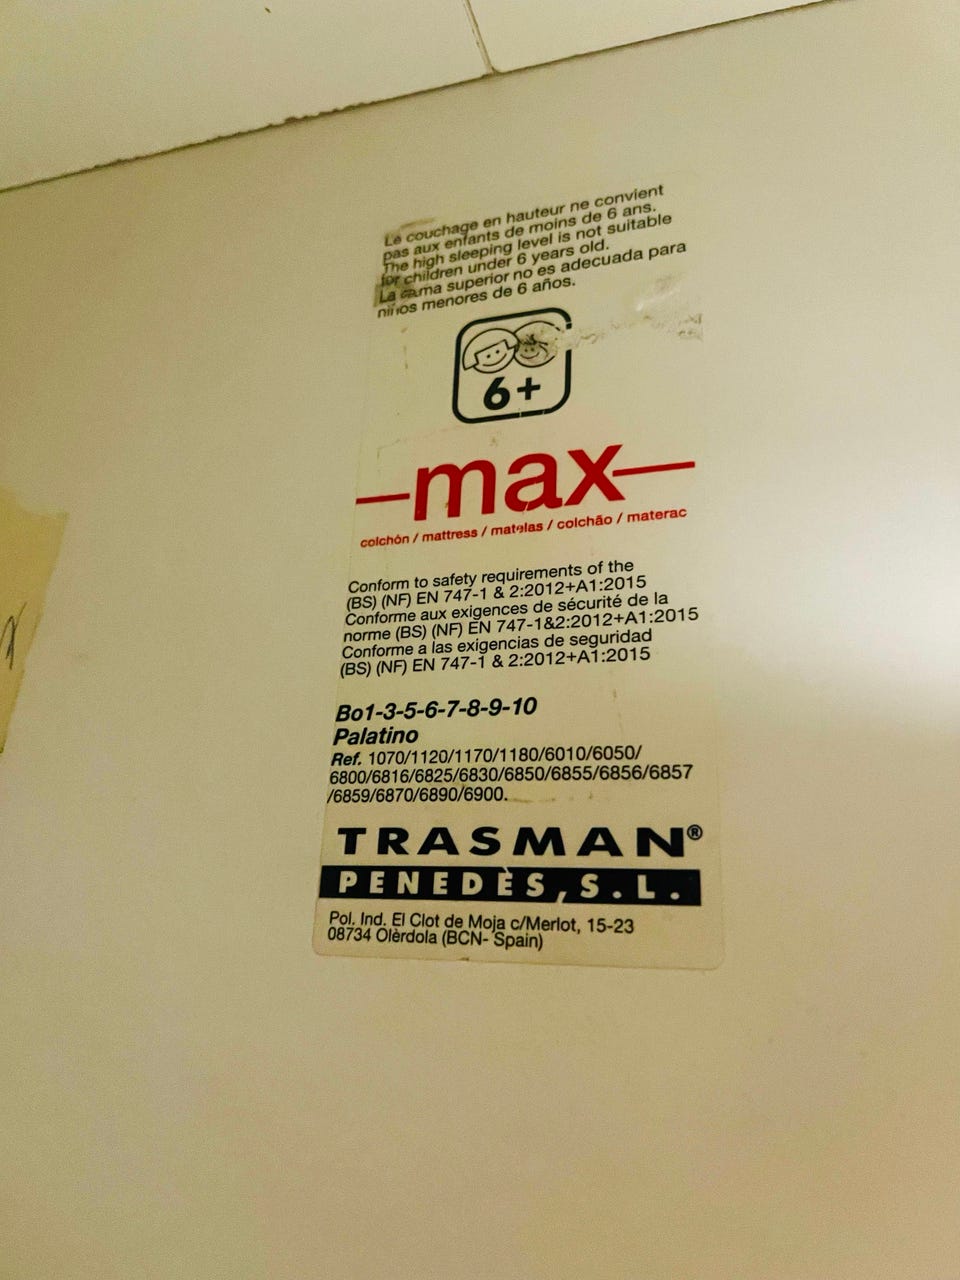 Le couchage en hauteur ne convient
pas aux enfants de moins de 6 ans.
The high sleeping level is not suitable
for children under 6 years old.
La cama superior no es adecuada para
niños menores de 6 años.
6+
max
colchón / mattress / matelas / colchão / materac
Conform to safety requirements of the
(BS) (NF) EN 747-1 & 2:2012+A1:2015
Conforme aux exigences de sécurité de la
norme (BS) (NF) EN 747-1&2:2012+A1:2015
Conforme a las exigencias de seguridad
(BS) (NF) EN 747-1 & 2:2012+A1:2015
Bo1-3-5-6-7-8-9-10
Palatino
Ref. 1070/1120/1170/1180/6010/6050/
6800/6816/6825/6830/6850/6855/6856/6857
/6859/6870/6890/6900.
TRASMAN®
PENEDÈS, S.L.
Pol. Ind. El Clot de Moja c/Merlot, 15-23
08734 Olèrdola (BCN- Spain)